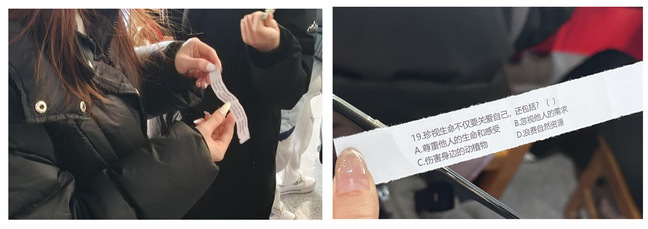 19.珍视生命不仅要关爱自己，还包括？（ ）
A.尊重他人的生命和感受 B.忽视他人的需求
C.伤害身边的动植物 D.浪费自然资源